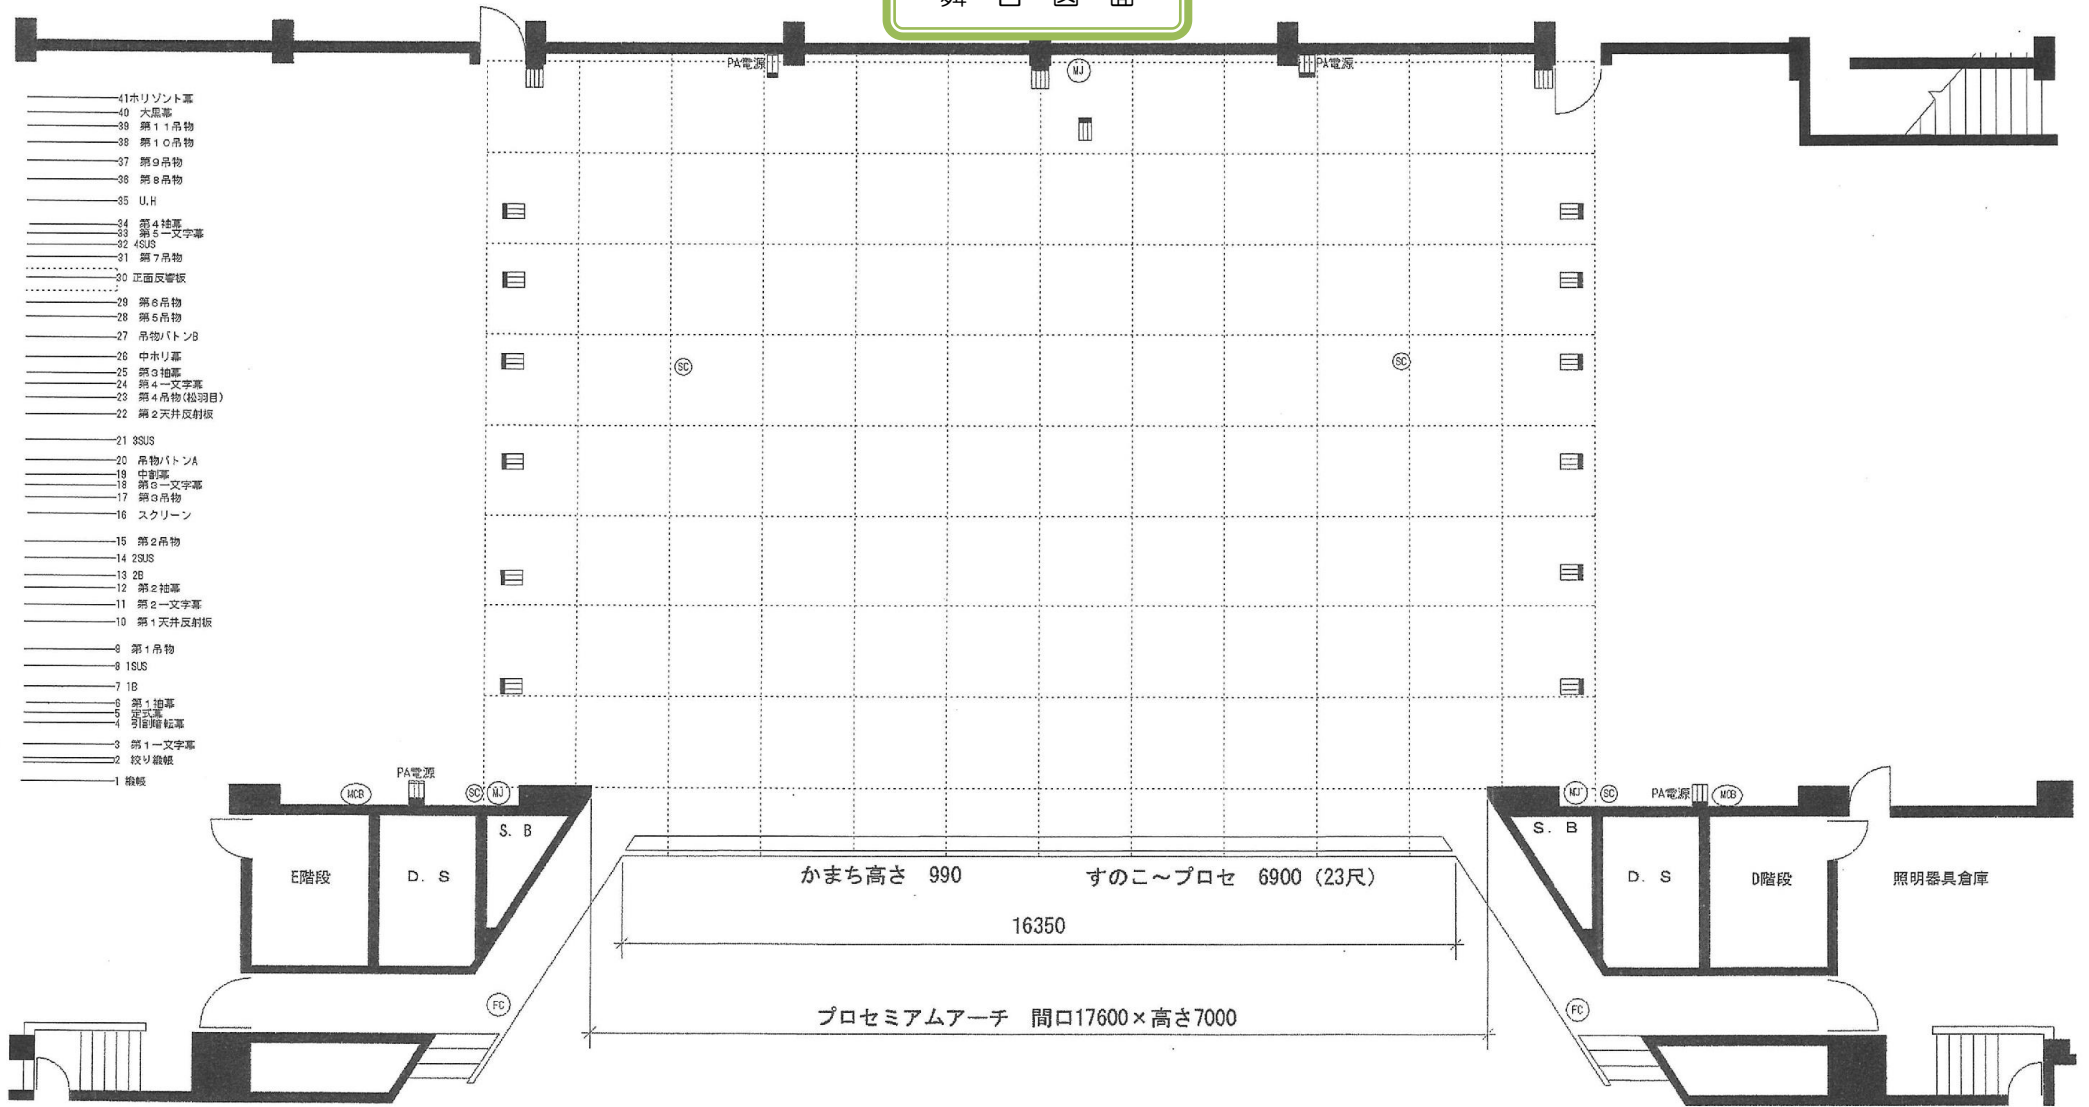 舞台図面
PA電源
MJ
PA電源
41ホリゾント幕
40 大黒幕
39 第11吊物
38 第10吊物
37 第9吊物
36 第8吊物
35 U.H
34 第4袖幕
33 第5一文字幕
32 4SUS
31 第7吊物
30 正面反響板
29 第6吊物
28 第5吊物
27 吊物バトンB
26 中ホリ幕
25 第3袖幕
24 第4一文字幕
23 第4吊物(松羽目)
22 第2天井反射板
21 3SUS
20 吊物バトンA
19 中割幕
18 第3一文字幕
17 第3吊物
16 スクリーン
15 第2吊物
14 2SUS
13 2B
12 第2袖幕
11 第2一文字幕
10 第1天井反射板
9 第1吊物
8 1SUS
7 1B
6 第1袖幕
5 定式幕
4 引割暗転幕
3 第1一文字幕
2 絞り緞帳
1 緞帳
SC
SC
PA電源
MCB
SC
MJ
MJ
SC
PA電源
MCB
S. B
S. B
E階段
D. S
かまち高さ 990
すのこ～プロセ 6900（23尺）
D. S
D階段
照明器具倉庫
16350
FC
FC
プロセミアムアーチ 間口17600×高さ7000